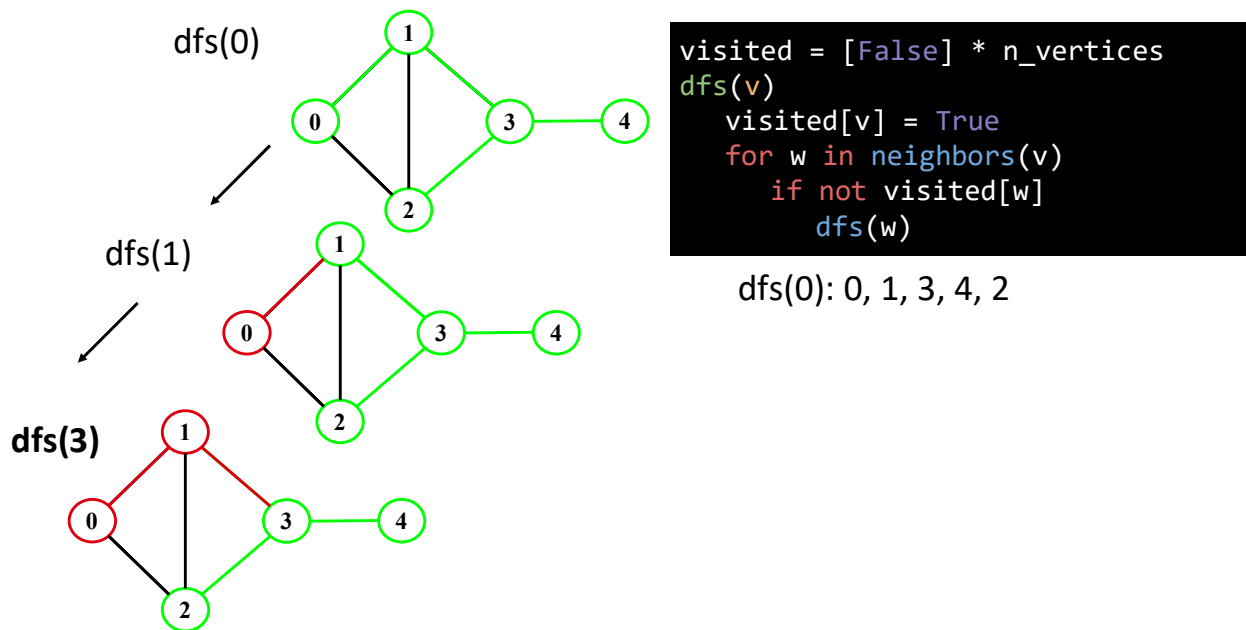 dfs(0)
1
0
3
4
2
visited = [False] * n_vertices
dfs(v)
visited[v] = True
for w in neighbors(v)
if not visited[w]
dfs(w)
dfs(0): 0, 1, 3, 4, 2
dfs(1)
1
0
3
4
2
dfs(3)
1
0
3
4
2